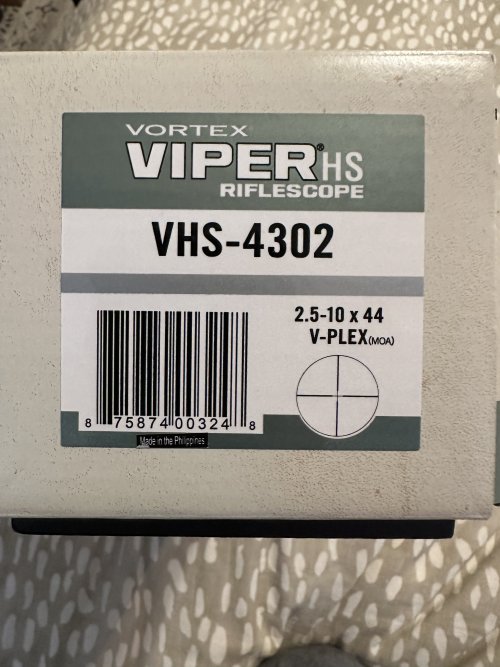 VORTEX
VIPER® HS
RIFLESCOPE
VHS-4302
2.5-10 x 44
V-PLEX(MOA)
8 75874 00324 8
Made in the Philippines